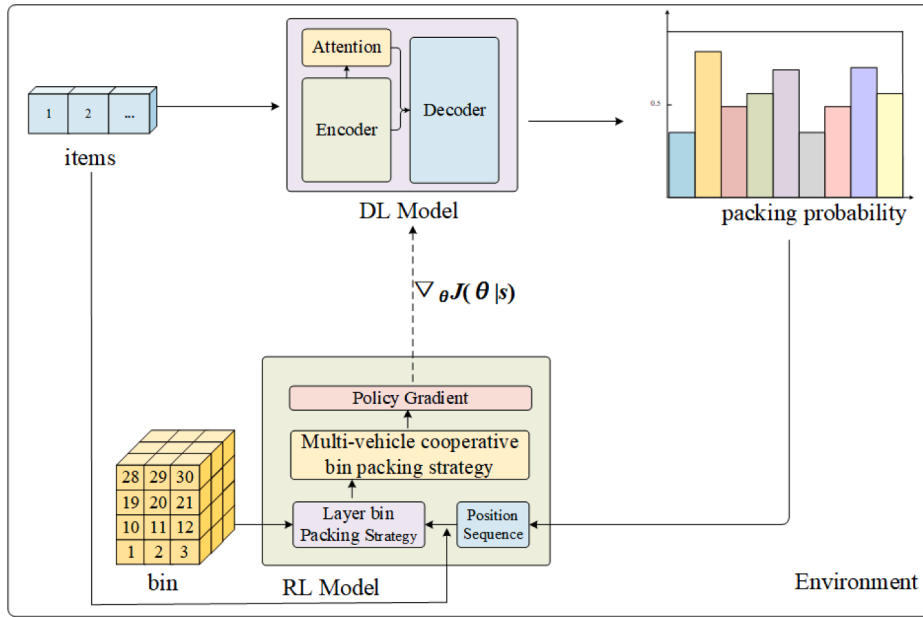 Attention
Encoder
Decoder
DL Model
1 2 ...
items
0.5
packing probability
∇θJ(θ|s)
Policy Gradient
Multi-vehicle cooperative
bin packing strategy
Layer bin
Packing Strategy
Position
Sequence
RL Model
28 29 30
19 20 21
10 11 12
1 2 3
bin
Environment